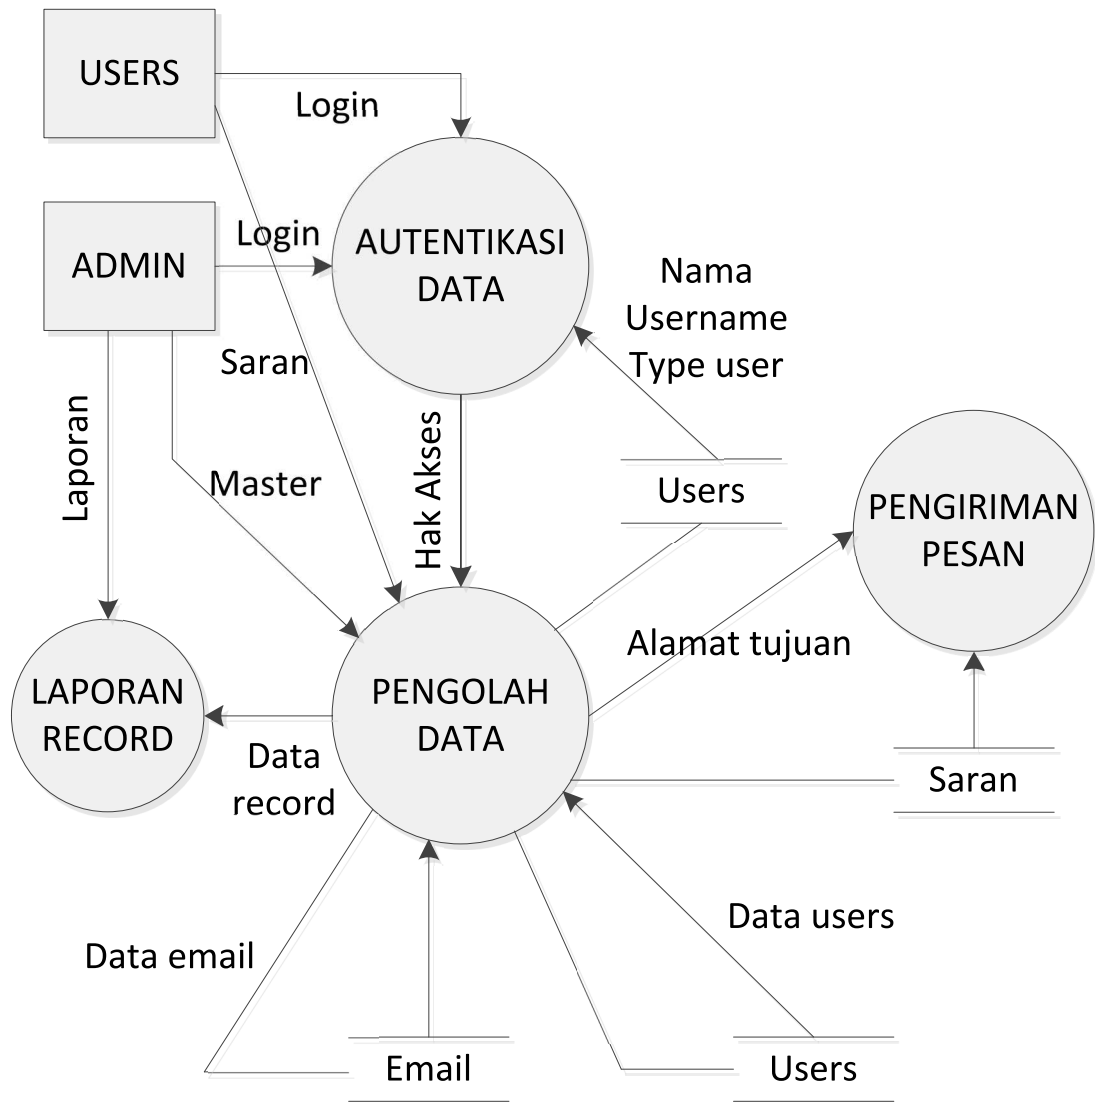 USERS
Login
Login
ADMIN
AUTENTIKASI
DATA
Nama
Username
Type user
Saran
Laporan
Master
Hak Akses
Users
PENGIRIMAN
PESAN
Alamat tujuan
LAPORAN
RECORD
PENGOLAH
DATA
Data
record
Saran
Data users
Data email
Email
Users